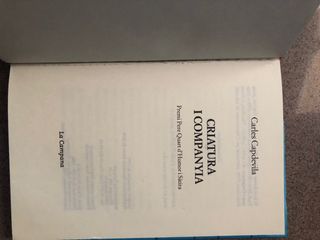 Carles Capdevila
CRIATURA
I COMPANYIA
Premi Pere Quart d'Humor i Sàtira
La Campana